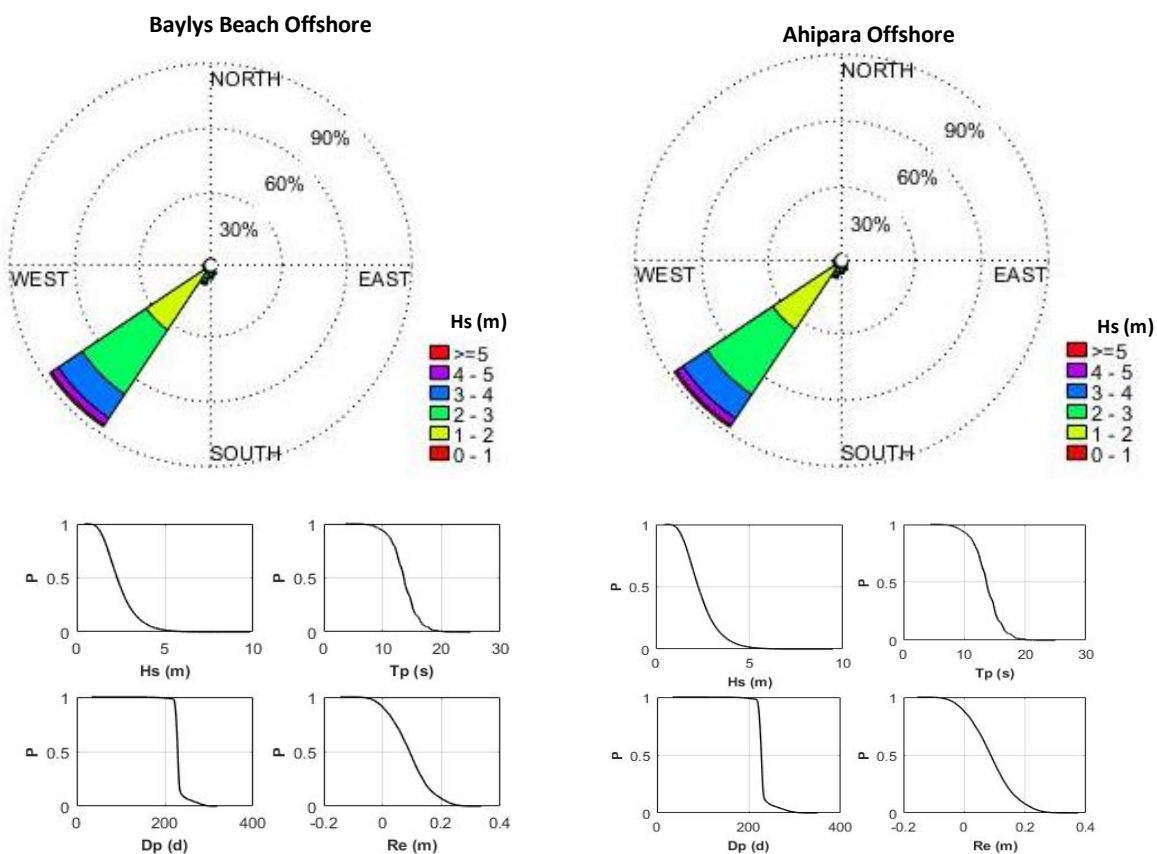 Baylys Beach Offshore
NORTH
90%
60%
30%
WEST
EAST
SOUTH
Hs (m)
>=5
4 - 5
3 - 4
2 - 3
1 - 2
0 - 1
Ahipara Offshore
NORTH
90%
60%
30%
WEST
EAST
SOUTH
Hs (m)
>=5
4 - 5
3 - 4
2 - 3
1 - 2
0 - 1
1
0.5
0
P
0 5 10
Hs (m)
1
0.5
0
P
0 10 20 30
Tp (s)
1
0.5
0
P
0 5 10
Hs (m)
1
0.5
0
P
0 10 20 30
Tp (s)
1
0.5
0
P
0 200 400
Dp (d)
1
0.5
0
P
-0.2 0 0.2 0.4
Re (m)
1
0.5
0
P
0 200 400
Dp (d)
1
0.5
0
P
-0.2 0 0.2 0.4
Re (m)